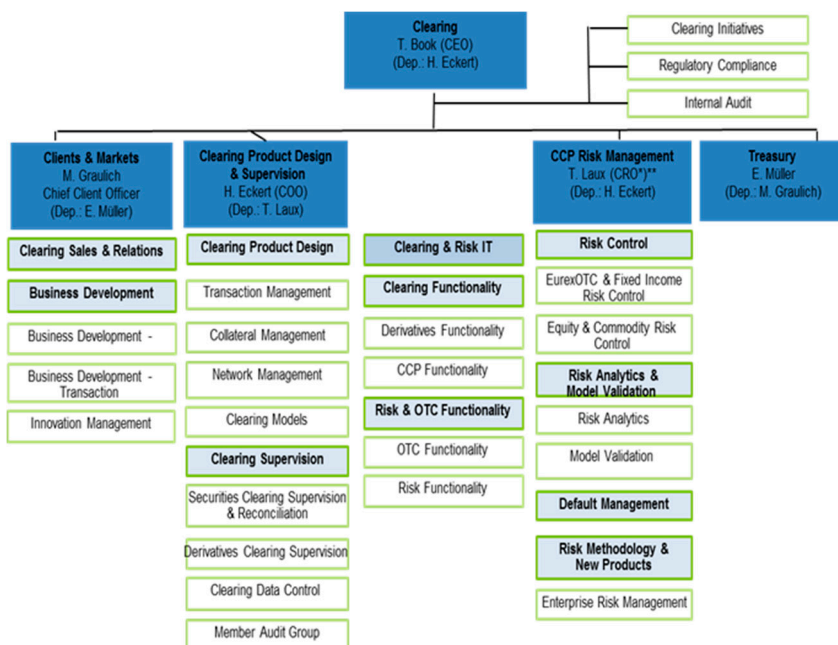 Clearing
T. Book (CEO)
(Dep.: H. Eckert)
Clearing Initiatives
Regulatory Compliance
Internal Audit
Clients & Markets
M. Graulich
Chief Client Officer
(Dep.: E. Müller)
Clearing Product Design
& Supervision
H. Eckert (COO)
(Dep.: T. Laux)
CCP Risk Management
T. Laux (CRO*)**
(Dep.: H. Eckert)
Treasury
E. Müller
(Dep.: M. Graulich)
Clearing Sales & Relations
Business Development
Business Development -
Business Development -
Transaction
Innovation Management
Clearing Product Design
Transaction Management
Collateral Management
Network Management
Clearing Models
Clearing Supervision
Securities Clearing Supervision
& Reconciliation
Derivatives Clearing Supervision
Clearing Data Control
Member Audit Group
Clearing & Risk IT
Clearing Functionality
Derivatives Functionality
CCP Functionality
Risk & OTC Functionality
OTC Functionality
Risk Functionality
Risk Control
EurexOTC & Fixed Income
Risk Control
Equity & Commodity Risk
Control
Risk Analytics &
Model Validation
Risk Analytics
Model Validation
Default Management
Risk Methodology &
New Products
Enterprise Risk Management